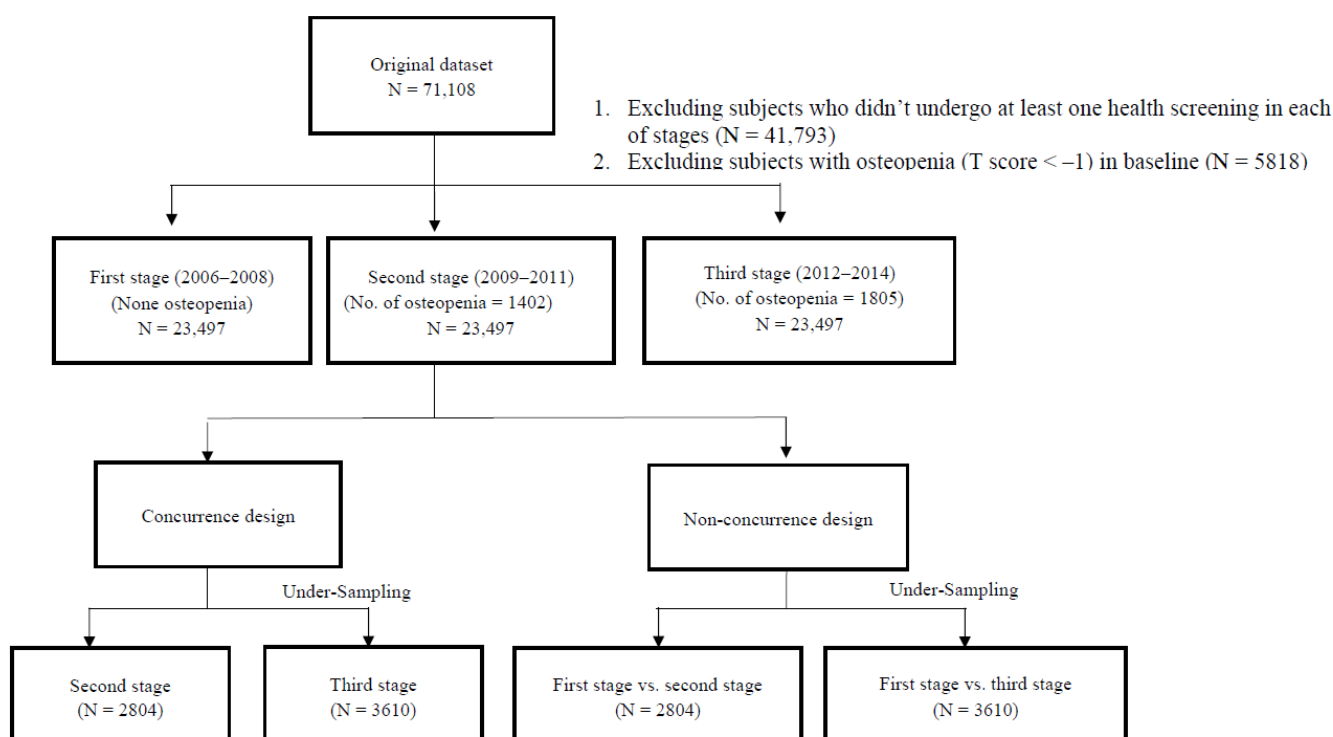 Original dataset
N = 71,108
1. Excluding subjects who didn’t undergo at least one health screening in each
of stages (N = 41,793)
2. Excluding subjects with osteopenia (T score < –1) in baseline (N = 5818)
First stage (2006–2008)
(None osteopenia)
N = 23,497
Second stage (2009–2011)
(No. of osteopenia = 1402)
N = 23,497
Third stage (2012–2014)
(No. of osteopenia = 1805)
N = 23,497
Concurrence design
Non-concurrence design
Under-Sampling
Under-Sampling
Second stage
(N = 2804)
Third stage
(N = 3610)
First stage vs. second stage
(N = 2804)
First stage vs. third stage
(N = 3610)